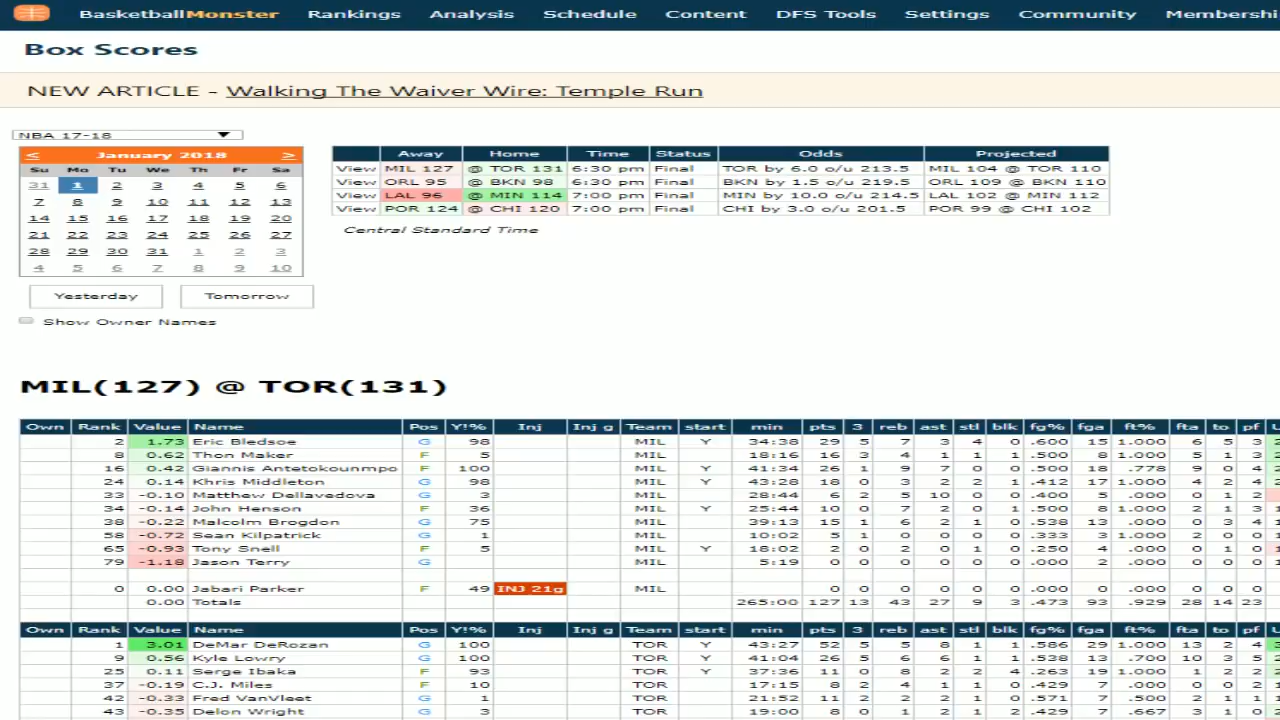 BasketballMonster Rankings Analysis Schedule Content DFS Tools Settings Community Membershi
Box Scores
NEW ARTICLE - Walking The Waiver Wire: Temple Run
NBA 17-18
< January 2018 >
Su Mo Tu We Th Fr Sa
31 1 2 3 4 5 6
7 8 9 10 11 12 13
14 15 16 17 18 19 20
21 22 23 24 25 26 27
28 29 30 31 1 2 3
4 5 6 7 8 9 10
Yesterday Tomorrow
Show Owner Names
Away Home Time Status Odds Projected
View MIL 127 @ TOR 131 6:30 pm Final TOR by 6.0 o/u 213.5 MIL 104 @ TOR 110
View ORL 95 @ BKN 98 6:30 pm Final BKN by 1.5 o/u 219.5 ORL 109 @ BKN 110
View LAL 96 @ MIN 114 7:00 pm Final MIN by 10.0 o/u 214.5 LAL 102 @ MIN 112
View POR 124 @ CHI 120 7:00 pm Final CHI by 3.0 o/u 201.5 POR 99 @ CHI 102
Central Standard Time
MIL(127) @ TOR(131)
Own Rank Value Name Pos Y!% Inj Inj g Team start min pts 3 reb ast stl blk fg% fga ft% fta to pf
2 1.73 Eric Bledsoe G 98 MIL Y 34:38 29 5 7 3 4 0 .600 15 1.000 6 5 3
8 0.62 Thon Maker F 5 MIL 18:16 16 3 4 1 1 1 .500 8 1.000 5 1 3
16 0.42 Giannis Antetokounmpo F 100 MIL Y 41:34 26 1 9 7 0 0 .500 18 .778 9 0 4
24 0.14 Khris Middleton G 98 MIL Y 43:28 18 0 3 2 2 1 .412 17 1.000 4 2 4
33 -0.10 Matthew Dellavedova G 3 MIL 28:44 6 2 5 10 0 0 .400 5 .000 0 1 2
34 -0.14 John Henson F 36 MIL Y 25:44 10 0 7 2 0 1 .500 8 1.000 2 1 3
38 -0.22 Malcolm Brogdon G 75 MIL 39:13 15 1 6 2 1 0 .538 13 .000 0 3 4
58 -0.72 Sean Kilpatrick G 1 MIL 10:02 5 1 0 0 0 0 .333 3 1.000 2 0 0
65 -0.93 Tony Snell F 5 MIL Y 18:02 2 0 2 0 1 0 .250 4 .000 0 1 0
79 -1.18 Jason Terry G MIL 5:19 0 0 0 0 0 0 .000 2 .000 0 0 0
0 0.00 Jabari Parker F 49 INJ 21g MIL 0 0 0 0 0 0 .000 0 .000 0 0 0
0.00 Totals 265:00 127 13 43 27 9 3 .473 93 .929 28 14 23
Own Rank Value Name Pos Y!% Inj Inj g Team start min pts 3 reb ast stl blk fg% fga ft% fta to pf
1 3.01 DeMar DeRozan G 100 TOR Y 43:27 52 5 5 8 1 1 .586 29 1.000 13 2 4
9 0.56 Kyle Lowry G 100 TOR Y 41:04 26 5 6 6 1 1 .538 13 .700 10 3 5
25 0.11 Serge Ibaka F 93 TOR Y 37:36 11 0 8 2 2 4 .263 19 1.000 1 2 2
37 -0.19 C.J. Miles F 10 TOR 17:15 8 2 4 0 1 1 .429 7 .000 0 0 2
42 -0.33 Fred VanVleet G 1 TOR 21:52 11 2 2 2 1 0 .571 7 .500 2 1 1
43 -0.35 Delon Wright G 3 TOR 19:00 8 0 1 2 1 2 .429 7 .667 3 1 0